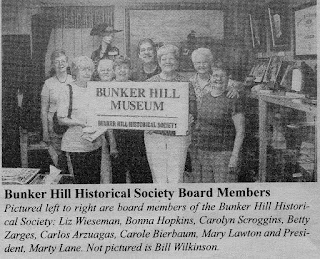 BUNKER HILL
MUSEUM
BUNKER HILL HISTORICAL SOCIETY
Bunker Hill Historical Society Board Members
Pictured left to right are board members of the Bunker Hill Histori-
cal Society; Liz Wieseman, Bonna Hopkins, Carolyn Scroggins, Betty
Zarges, Carlos Arzuagas, Carole Bierbaum, Mary Lawton and Presi-
dent, Marty Lane. Not pictured is Bill Wilkinson.